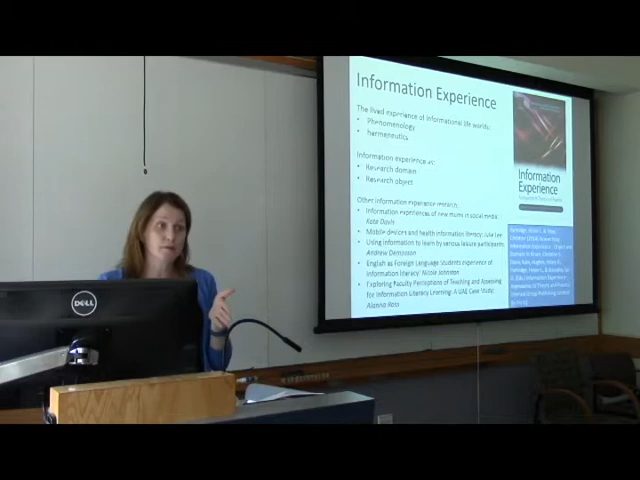 Information Experience
The lived experience of informational life worlds.
• Phenomenology
• hermeneutics
Information experience as:
• Research domain
• Research object
Other information experience research:
• Information experiences of new mums in social media:
Kate Davis
• Mobile devices and health information literacy: Julie Lee
• Using information to learn by serious leisure participants:
Andrew Demasson
• English as Foreign Language Students experience of
information literacy: Nicole Johnston
• Exploring Faculty Perceptions of Teaching and Assessing
for Information Literacy Learning: A UAE Case Study:
Alanna Ross
Information
Experience
DELL